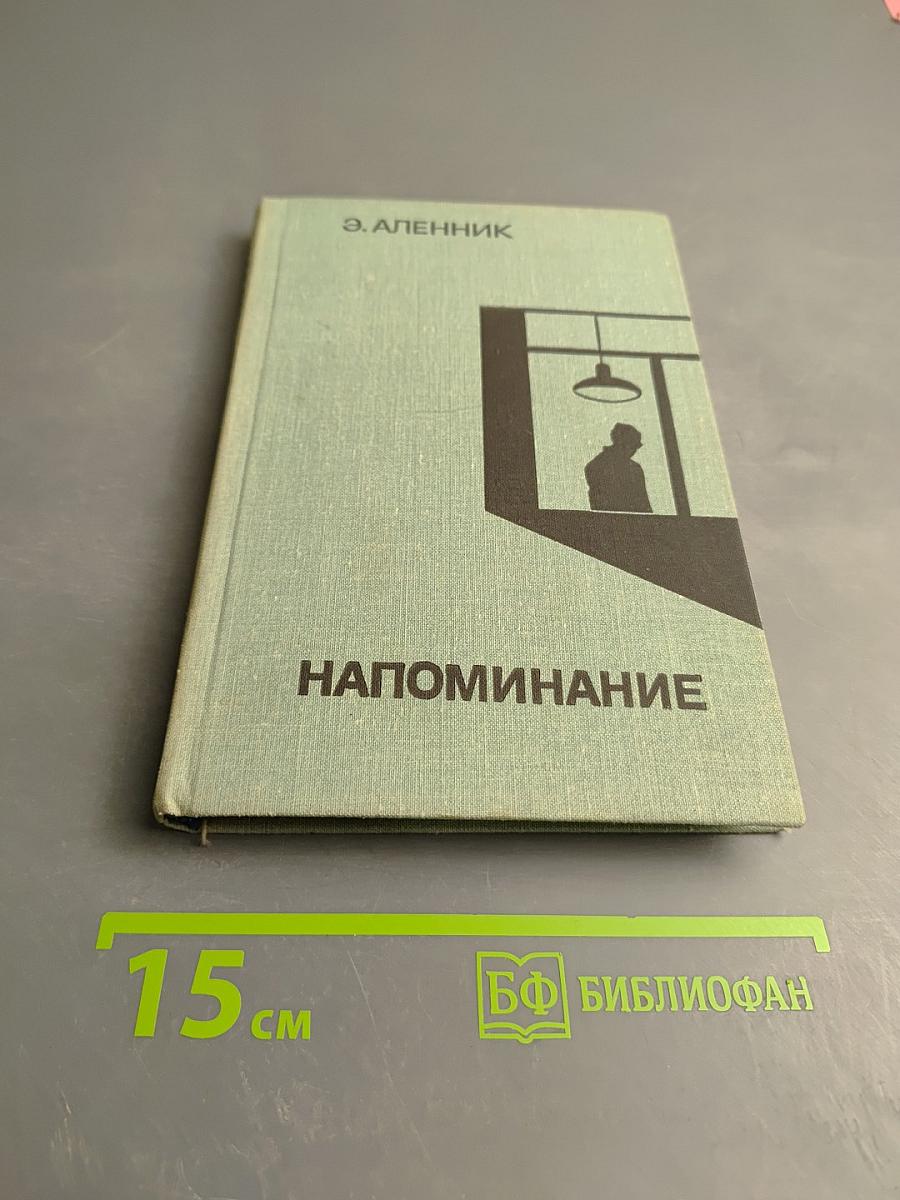 Э. АЛЕННИК
НАПОМИНАНИЕ
15 см
БФ БИБЛИОФАН